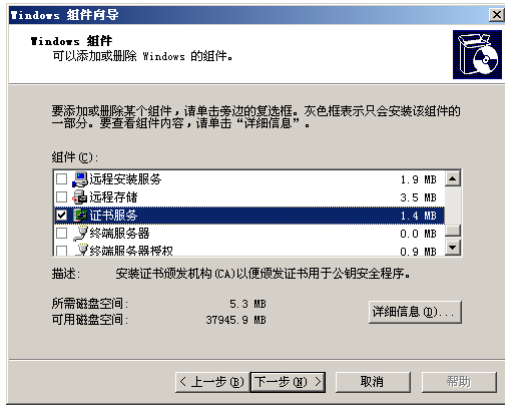 Windows 组件向导
Windows 组件
可以添加或删除 Windows 的组件。
要添加或删除某个组件，请单击旁边的复选框。灰色框表示只会安装该组件的
一部分。要查看组件内容，请单击“详细信息”。
组件(C):
远程安装服务 1.9 MB
远程存储 3.5 MB
证书服务 1.4 MB
终端服务器 0.0 MB
终端服务器授权 0.9 MB
描述: 安装证书颁发机构(CA)以便颁发证书用于公钥安全程序。
所需磁盘空间: 5.3 MB
可用磁盘空间: 37945.9 MB
详细信息(D)...
< 上一步(B) 下一步(N) > 取消 帮助